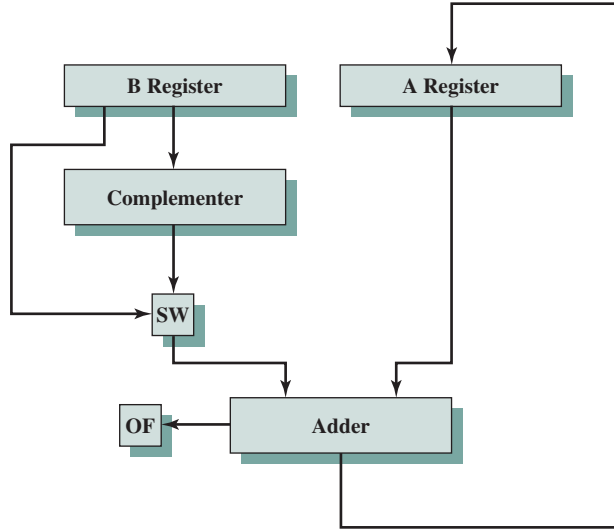 B Register
A Register
Complementer
SW
OF
Adder